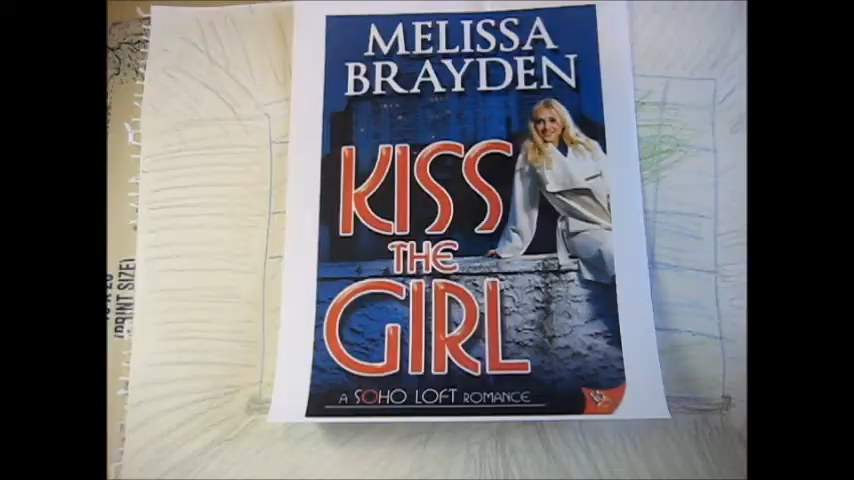 MELISSA
BRAYDEN
KISS
THE
GIRL
A SOHO LOFT ROMANCE
(PRINT SIZE)